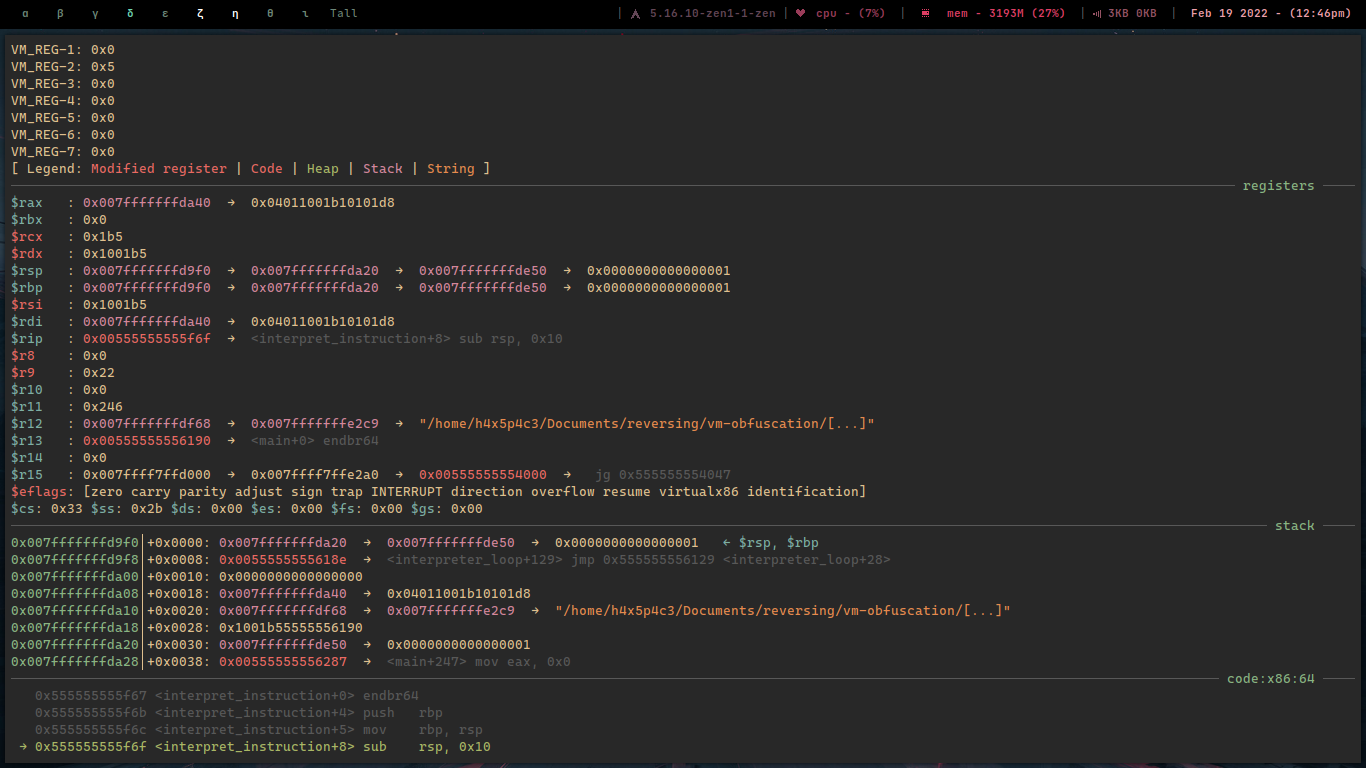 α β γ δ ε ζ η θ ι Tall | 5.16.10-zen1-1-zen | cpu - (7%) | mem - 3193M (27%) | 3KB 0KB | Feb 19 2022 - (12:46pm)
VM_REG-1: 0x0
VM_REG-2: 0x5
VM_REG-3: 0x0
VM_REG-4: 0x0
VM_REG-5: 0x0
VM_REG-6: 0x0
VM_REG-7: 0x0
[ Legend: Modified register | Code | Heap | Stack | String ]
registers
$rax   : 0x007fffffffda40  →  0x04011001b10101d8
$rbx   : 0x0
$rcx   : 0x1b5
$rdx   : 0x1001b5
$rsp   : 0x007fffffffd9f0  →  0x007fffffffda20  →  0x007fffffffde50  →  0x0000000000000001
$rbp   : 0x007fffffffd9f0  →  0x007fffffffda20  →  0x007fffffffde50  →  0x0000000000000001
$rsi   : 0x1001b5
$rdi   : 0x007fffffffda40  →  0x04011001b10101d8
$rip   : 0x00555555555f6f  →  <interpret_instruction+8> sub rsp, 0x10
$r8    : 0x0
$r9    : 0x22
$r10   : 0x0
$r11   : 0x246
$r12   : 0x007fffffffdf68  →  0x007fffffffe2c9  →  "/home/h4x5p4c3/Documents/reversing/vm-obfuscation/[...]"
$r13   : 0x00555555556190  →  <main+0> endbr64
$r14   : 0x0
$r15   : 0x007ffff7ffd000  →  0x007ffff7ffe2a0  →  0x00555555554000  →   jg 0x555555554047
$eflags: [zero carry parity adjust sign trap INTERRUPT direction overflow resume virtualx86 identification]
$cs: 0x33 $ss: 0x2b $ds: 0x00 $es: 0x00 $fs: 0x00 $gs: 0x00
stack
0x007fffffffd9f0│+0x0000: 0x007fffffffda20  →  0x007fffffffde50  →  0x0000000000000001   ← $rsp, $rbp
0x007fffffffd9f8│+0x0008: 0x0055555555618e  →  <interpreter_loop+129> jmp 0x555555556129 <interpreter_loop+28>
0x007fffffffda00│+0x0010: 0x0000000000000000
0x007fffffffda08│+0x0018: 0x007fffffffda40  →  0x04011001b10101d8
0x007fffffffda10│+0x0020: 0x007fffffffdf68  →  0x007fffffffe2c9  →  "/home/h4x5p4c3/Documents/reversing/vm-obfuscation/[...]"
0x007fffffffda18│+0x0028: 0x1001b55555556190
0x007fffffffda20│+0x0030: 0x007fffffffde50  →  0x0000000000000001
0x007fffffffda28│+0x0038: 0x00555555556287  →  <main+247> mov eax, 0x0
code:x86:64
0x555555555f67 <interpret_instruction+0> endbr64
0x555555555f6b <interpret_instruction+4> push   rbp
0x555555555f6c <interpret_instruction+5> mov    rbp, rsp
→ 0x555555555f6f <interpret_instruction+8> sub    rsp, 0x10